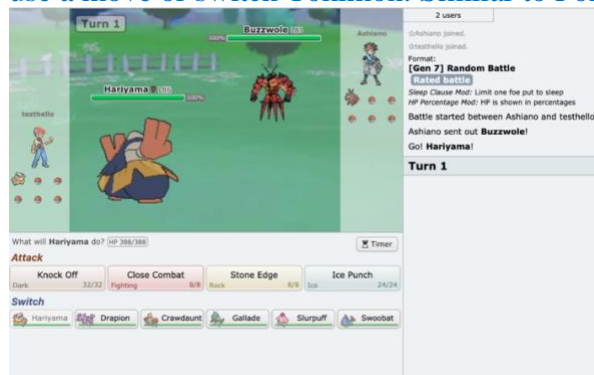 Turn 1
Buzzwole
100%
Ashiano
Hariyama
100%
testhello
2 users
☆Ashiano joined.
☆testhello joined.
Format:
[Gen 7] Random Battle
Rated battle
Sleep Clause Mod: Limit one foe put to sleep
HP Percentage Mod: HP is shown in percentages
Battle started between Ashiano and testhello
Ashiano sent out Buzzwole!
Go! Hariyama!
Turn 1
What will Hariyama do? HP 388/388
Timer
Attack
Knock Off
Dark 32/32
Close Combat
Fighting 8/8
Stone Edge
Rock 8/8
Ice Punch
Ice 24/24
Switch
Hariyama
Drapion
Crawdaunt
Gallade
Slurpuff
Swoobat